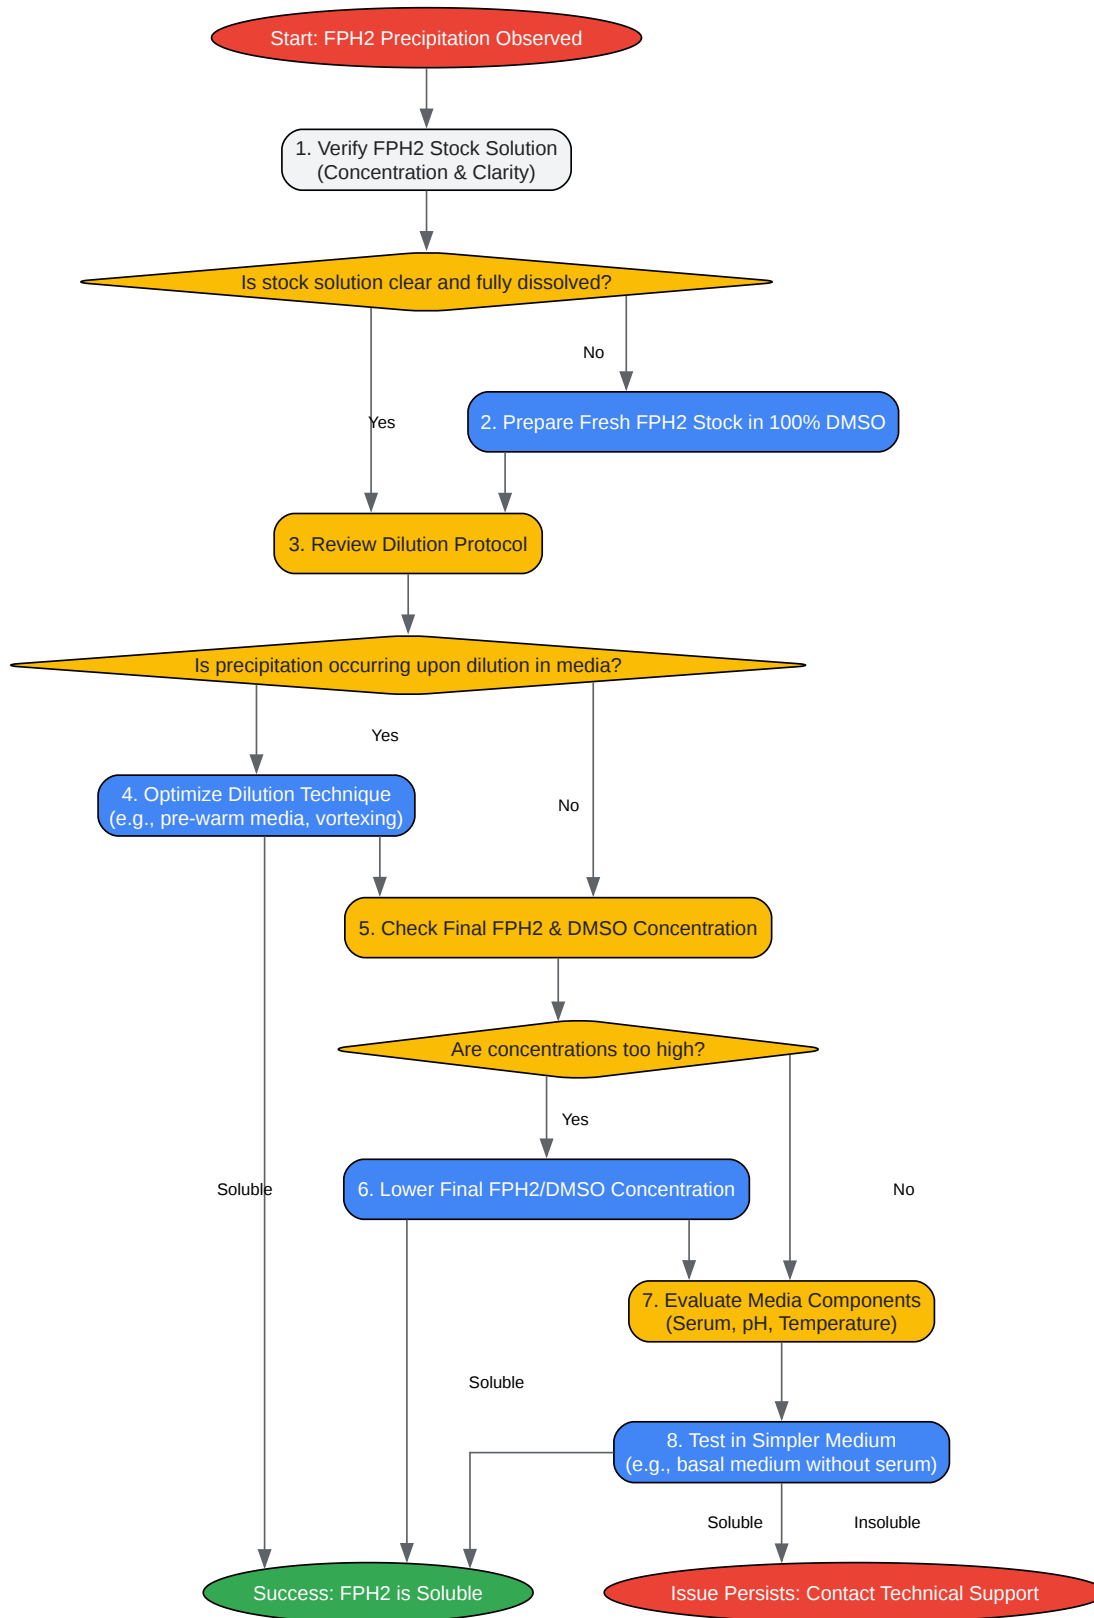 Start: FPH2 Precipitation Observed
1. Verify FPH2 Stock Solution
(Concentration & Clarity)
Is stock solution clear and fully dissolved?
No
Yes
2. Prepare Fresh FPH2 Stock in 100% DMSO
3. Review Dilution Protocol
Is precipitation occurring upon dilution in media?
Yes
4. Optimize Dilution Technique
(e.g., pre-warm media, vortexing)
No
5. Check Final FPH2 & DMSO Concentration
Are concentrations too high?
Yes
Soluble
6. Lower Final FPH2/DMSO Concentration
No
7. Evaluate Media Components
(Serum, pH, Temperature)
Soluble
8. Test in Simpler Medium
(e.g., basal medium without serum)
Soluble
Insoluble
Success: FPH2 is Soluble
Issue Persists: Contact Technical Support